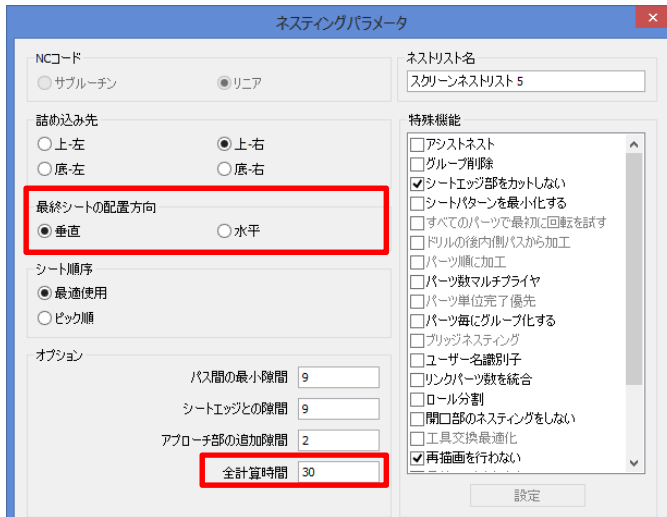 ネスティングパラメータ
NCコード
サブルーチン
リニア
詰め込み先
上-左
上-右
底-左
底-右
最終シートの配置方向
垂直
水平
シート順序
最適使用
ピック順
オプション
パス間の最小隙間 9
シートエッジとの隙間 9
アプローチ部の追加隙間 2
全計算時間 30
ネストリスト名
スクリーンネストリスト 5
特殊機能
アシストネスト
グループ削除
シートエッジ部をカットしない
シートパターンを最小化する
すべてのパーツで最初に回転を試す
ドリルの後内側パスから加工
パーツ順に加工
パーツ数マルチプライヤ
パーツ単位完了優先
パーツ毎にグループ化する
ブリッジネスティング
ユーザー名識別子
リンクパーツ数を統合
ロール分割
開口部のネスティングをしない
工具交換最適化
再描画を行わない
設定